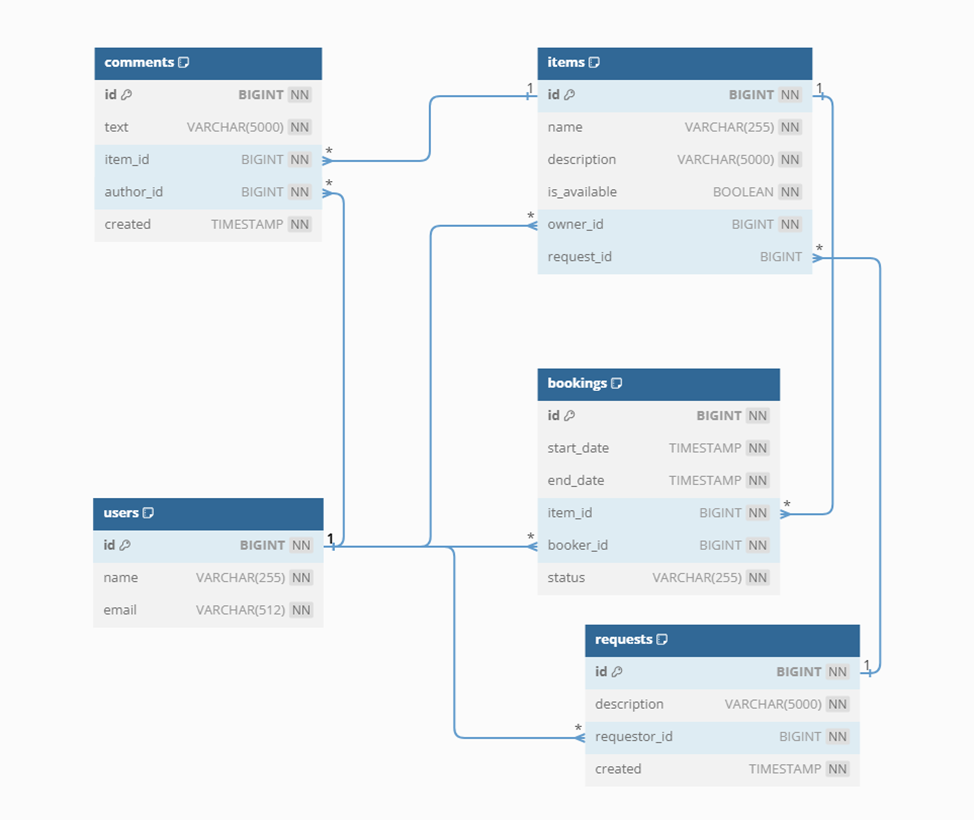 comments
id BIGINT NN
text VARCHAR(5000) NN
item_id BIGINT NN
author_id BIGINT NN
created TIMESTAMP NN
*
*
items
id BIGINT NN
name VARCHAR(255) NN
description VARCHAR(5000) NN
is_available BOOLEAN NN
owner_id BIGINT NN
request_id BIGINT
1
1
*
*
bookings
id BIGINT NN
start_date TIMESTAMP NN
end_date TIMESTAMP NN
item_id BIGINT NN
booker_id BIGINT NN
status VARCHAR(255) NN
*
*
users
id BIGINT NN
name VARCHAR(255) NN
email VARCHAR(512) NN
1
requests
id BIGINT NN
description VARCHAR(5000) NN
requestor_id BIGINT NN
created TIMESTAMP NN
1
*